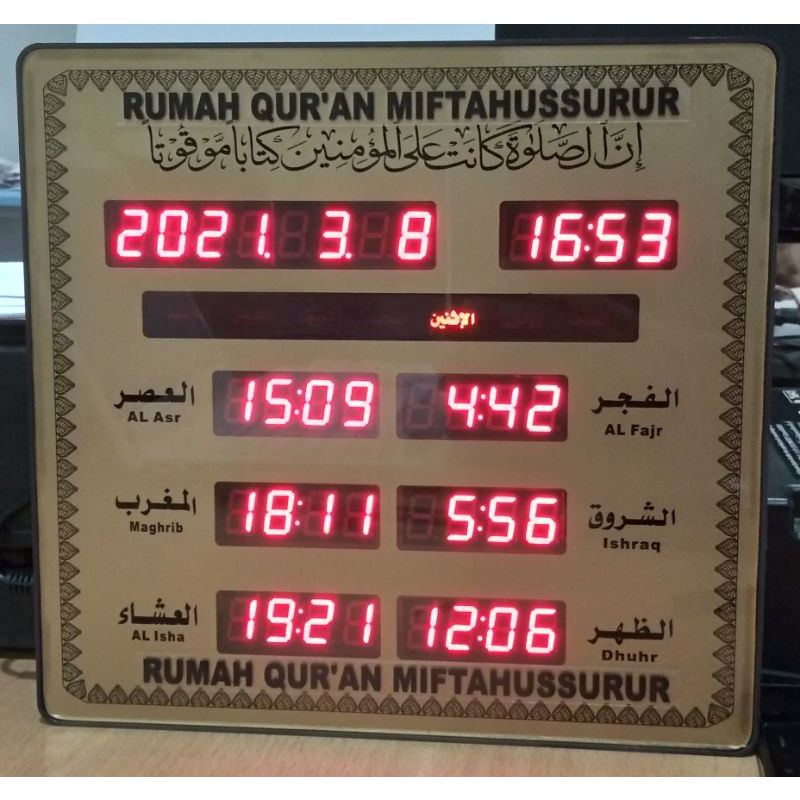 RUMAH QUR'AN MIFTAHUSSURUR
إِنَّ الصَّلَوٰةَ كَانَتْ عَلَى الْمُؤْمِنِينَ كِتَابًا مَّوْقُوتًا
2021. 3. 8 16:53
الإثنين
العصر 15:09 4:42 الفجر
AL Asr AL Fajr
المغرب 18:11 5:56 الشروق
Maghrib Ishraq
العشاء 19:21 12:06 الظهر
AL Isha Dhuhr
RUMAH QUR'AN MIFTAHUSSURUR